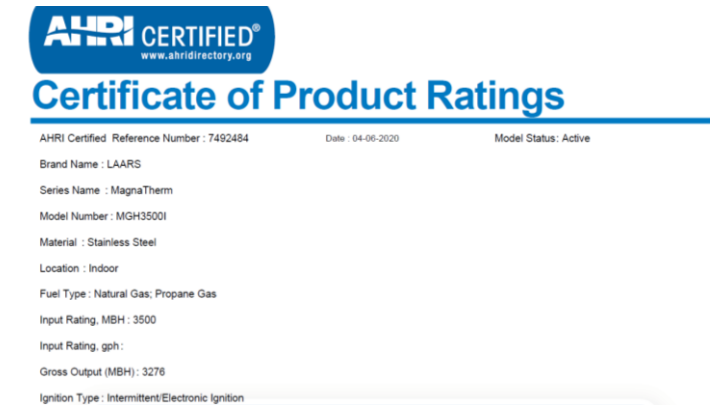 AHRI CERTIFIED®
www.ahridirectory.org
Certificate of Product Ratings
AHRI Certified Reference Number : 7492484 Date : 04-06-2020 Model Status: Active
Brand Name : LAARS
Series Name : MagnaTherm
Model Number : MGH3500I
Material : Stainless Steel
Location : Indoor
Fuel Type : Natural Gas; Propane Gas
Input Rating, MBH : 3500
Input Rating, gph :
Gross Output (MBH) : 3276
Ignition Type : Intermittent/Electronic Ignition